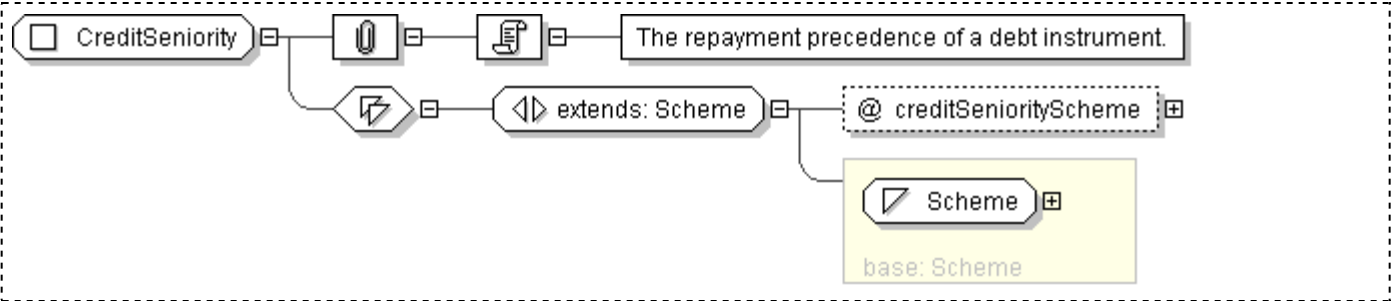 CreditSeniority
The repayment precedence of a debt instrument.
extends: Scheme
@ creditSeniorityScheme
Scheme
base: Scheme